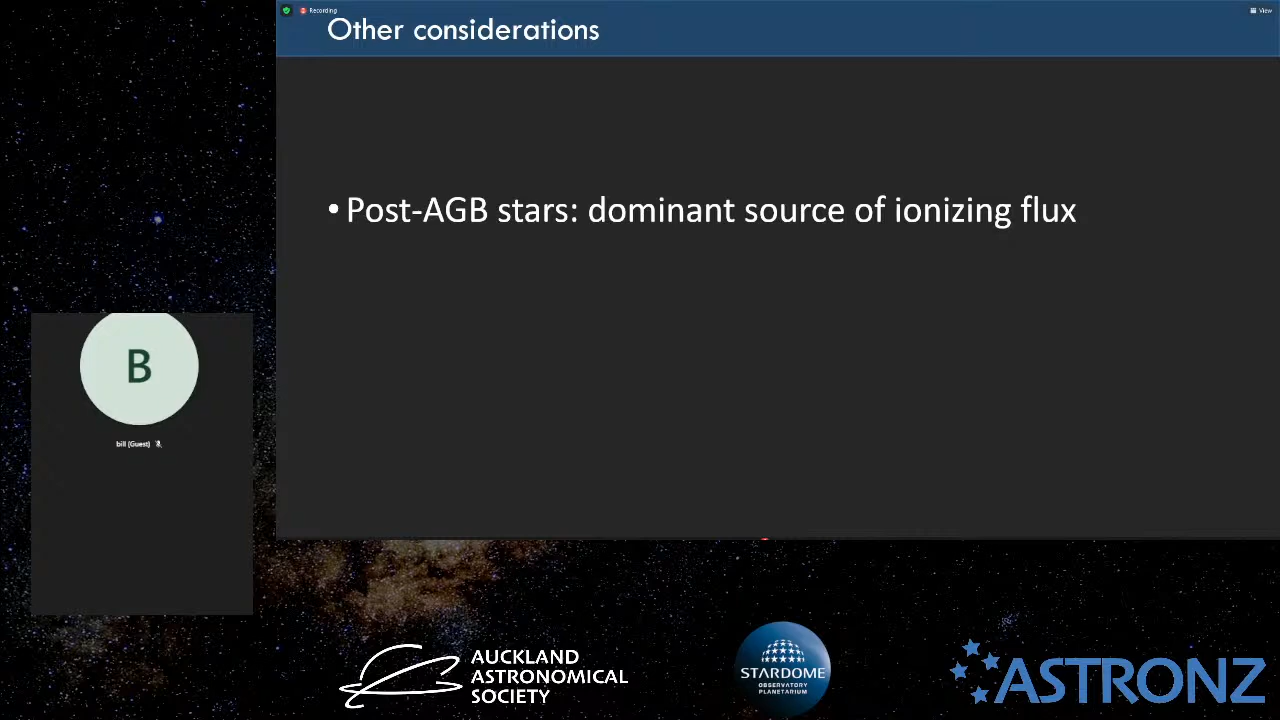 Recording
View
Other considerations
• Post-AGB stars: dominant source of ionizing flux
B
bill (Guest)
AUCKLAND
ASTRONOMICAL
SOCIETY
STARDOME
OBSERVATORY
PLANETARIUM
ASTRONZ